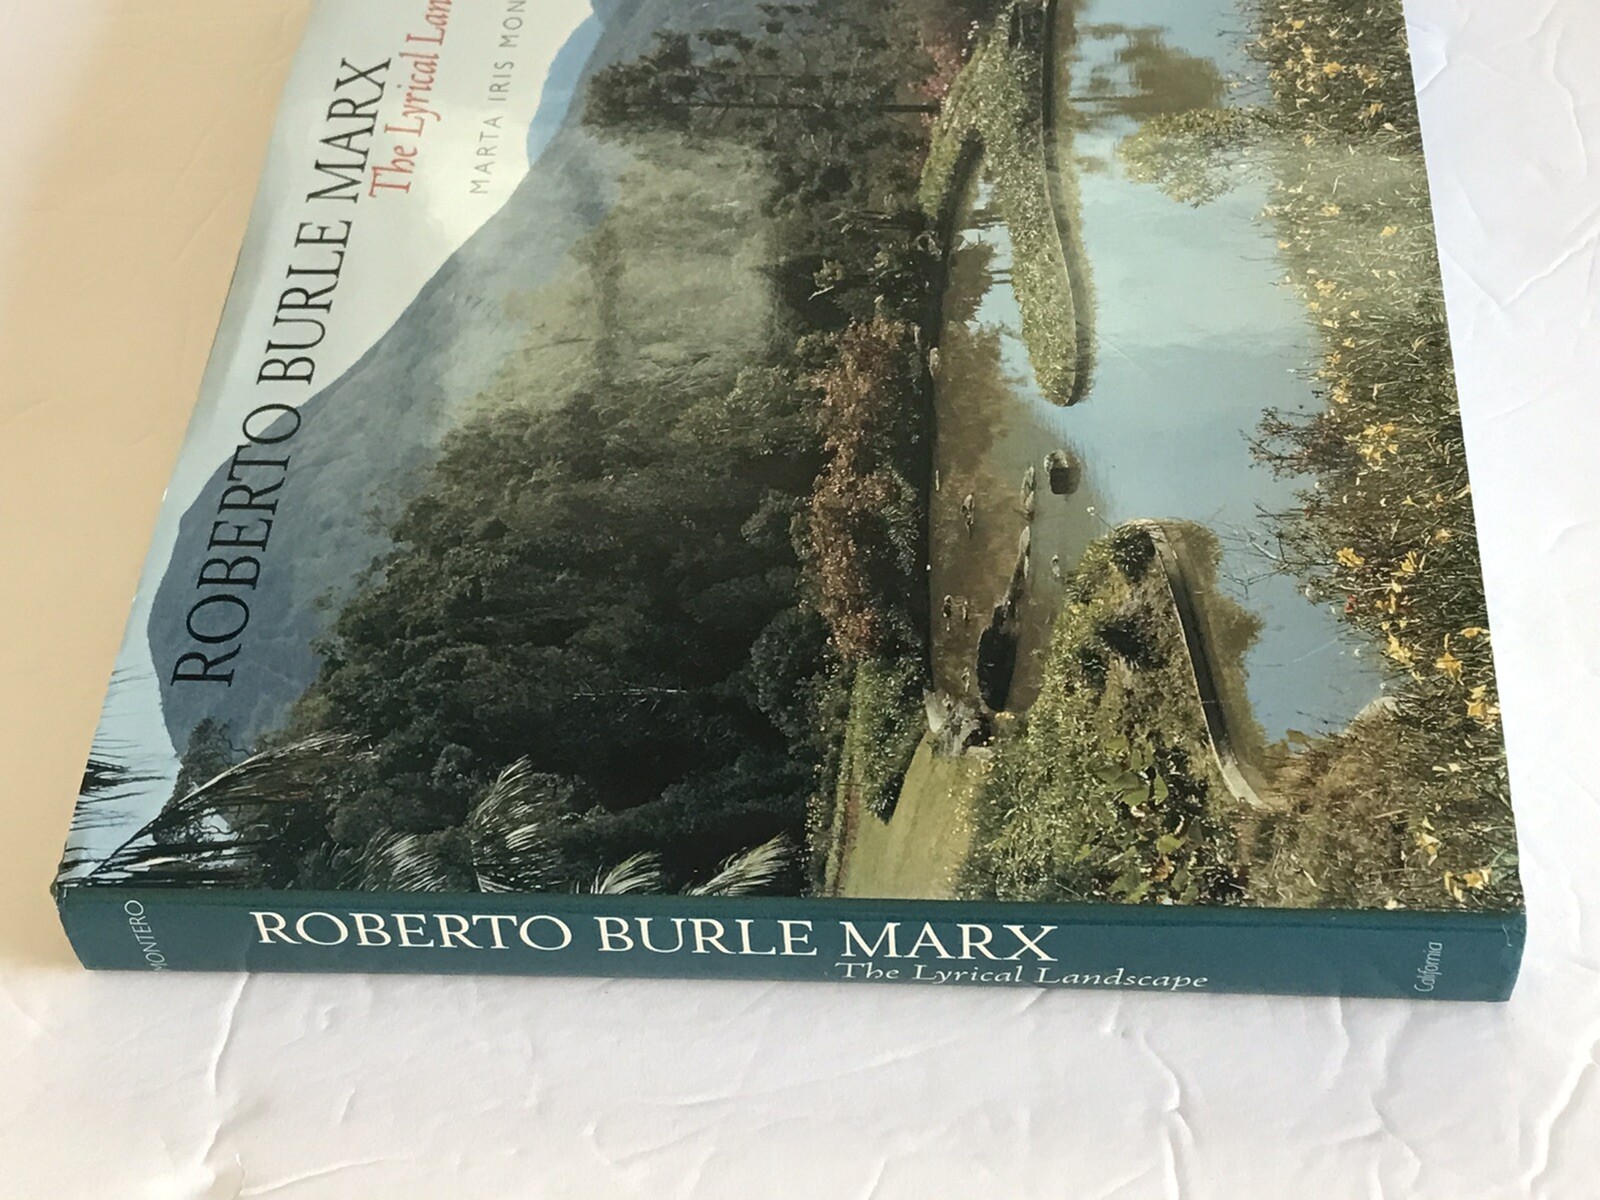 ROBERTO BURLE MARX
The Lyrical Lan
MARTA IRIS MON
MONTERO
ROBERTO BURLE MARX
The Lyrical Landscape
California